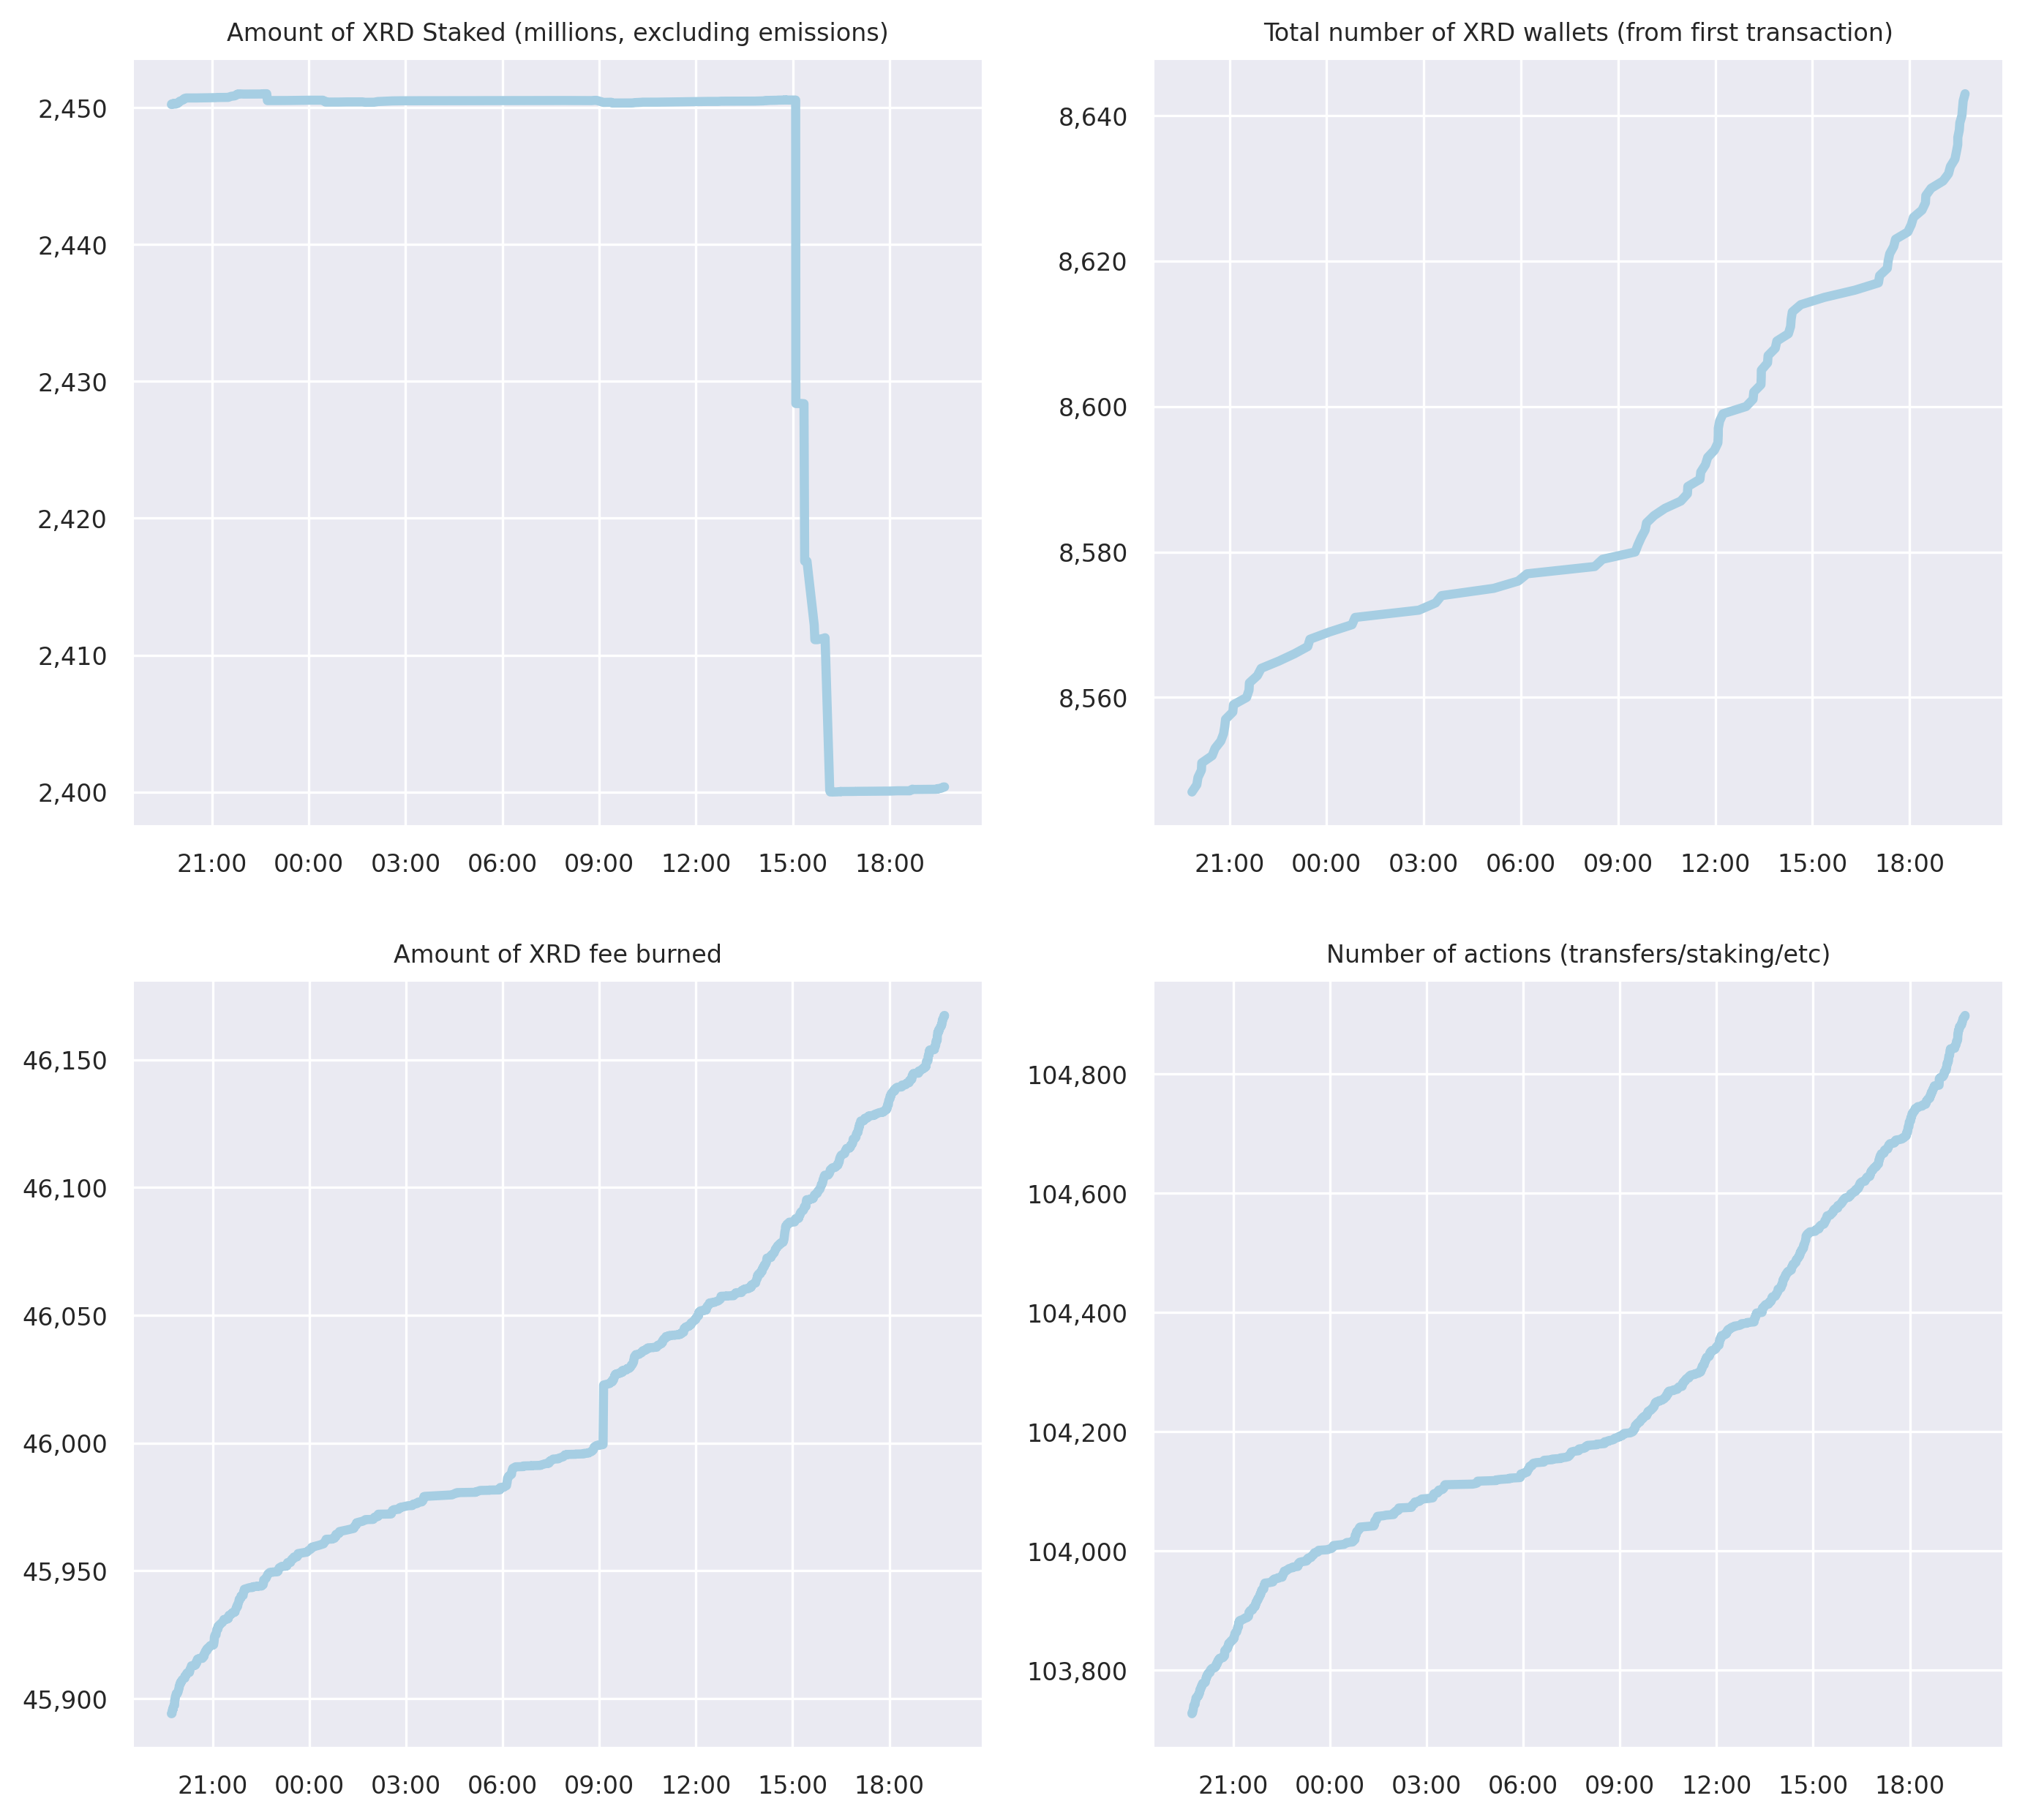 Amount of XRD Staked (millions, excluding emissions)
2,450
2,440
2,430
2,420
2,410
2,400
21:00 00:00 03:00 06:00 09:00 12:00 15:00 18:00
Total number of XRD wallets (from first transaction)
8,640
8,620
8,600
8,580
8,560
21:00 00:00 03:00 06:00 09:00 12:00 15:00 18:00
Amount of XRD fee burned
46,150
46,100
46,050
46,000
45,950
45,900
21:00 00:00 03:00 06:00 09:00 12:00 15:00 18:00
Number of actions (transfers/staking/etc)
104,800
104,600
104,400
104,200
104,000
103,800
21:00 00:00 03:00 06:00 09:00 12:00 15:00 18:00